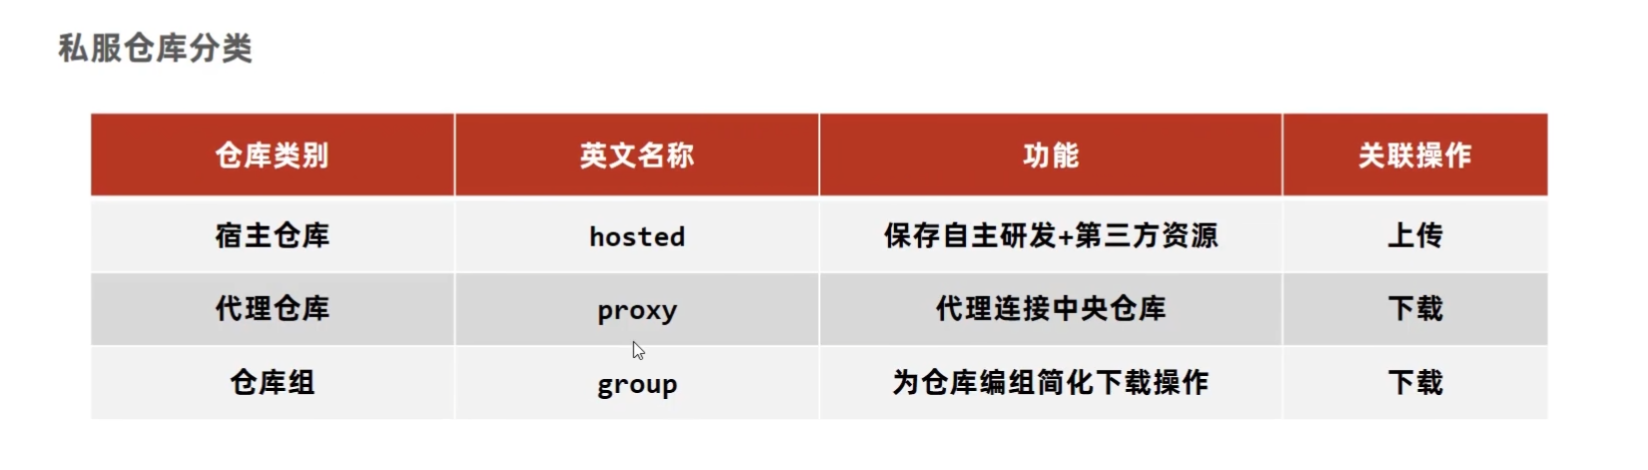 私服仓库分类
仓库类别 英文名称 功能 关联操作
宿主仓库 hosted 保存自主研发+第三方资源 上传
代理仓库 proxy 代理连接中央仓库 下载
仓库组 group 为仓库编组简化下载操作 下载